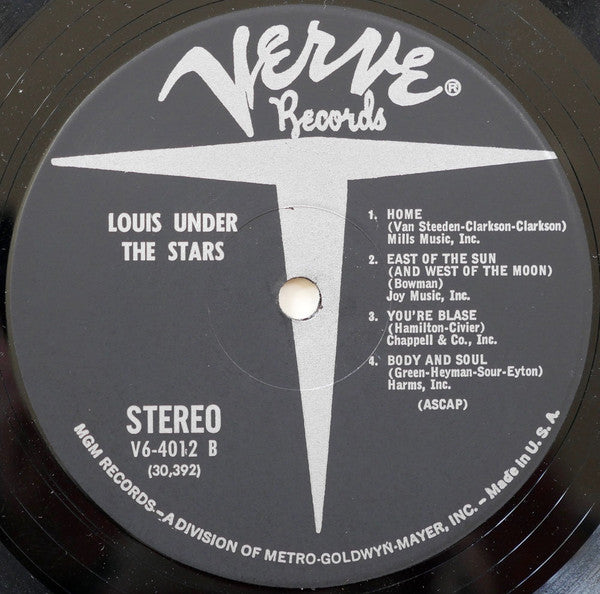 Verve®
Records
LOUIS UNDER
THE STARS
1. HOME
(Van Steeden-Clarkson-Clarkson)
Mills Music, Inc.
2. EAST OF THE SUN
(AND WEST OF THE MOON)
(Bowman)
Joy Music, Inc.
3. YOU'RE BLASE
(Hamilton-Civier)
Chappell & Co., Inc.
4. BODY AND SOUL
(Green-Heyman-Sour-Eyton)
Harms, Inc.
(ASCAP)
STEREO
V6-4012 B
(30,392)
MGM RECORDS—A DIVISION OF METRO-GOLDWYN-MAYER, INC. – Made in U. S. A.